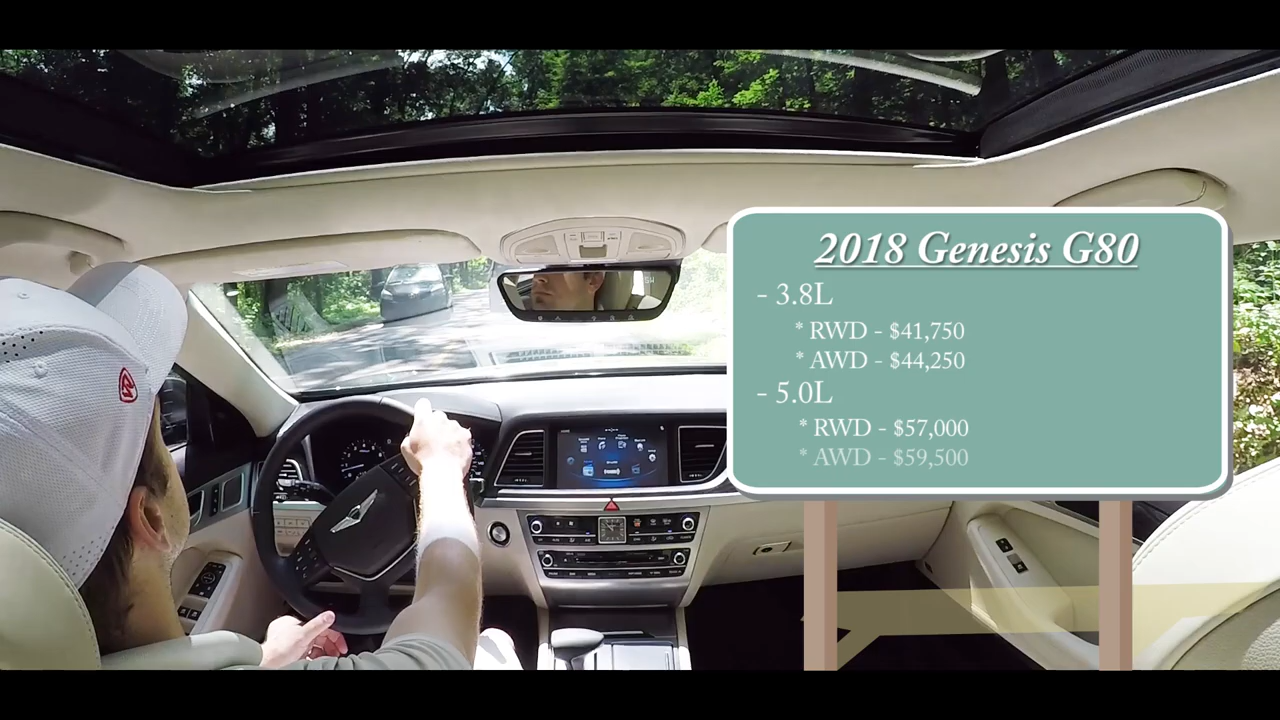 2018 Genesis G80
- 3.8L
* RWD - $41,750
* AWD - $44,250
- 5.0L
* RWD - $57,000
* AWD - $59,500